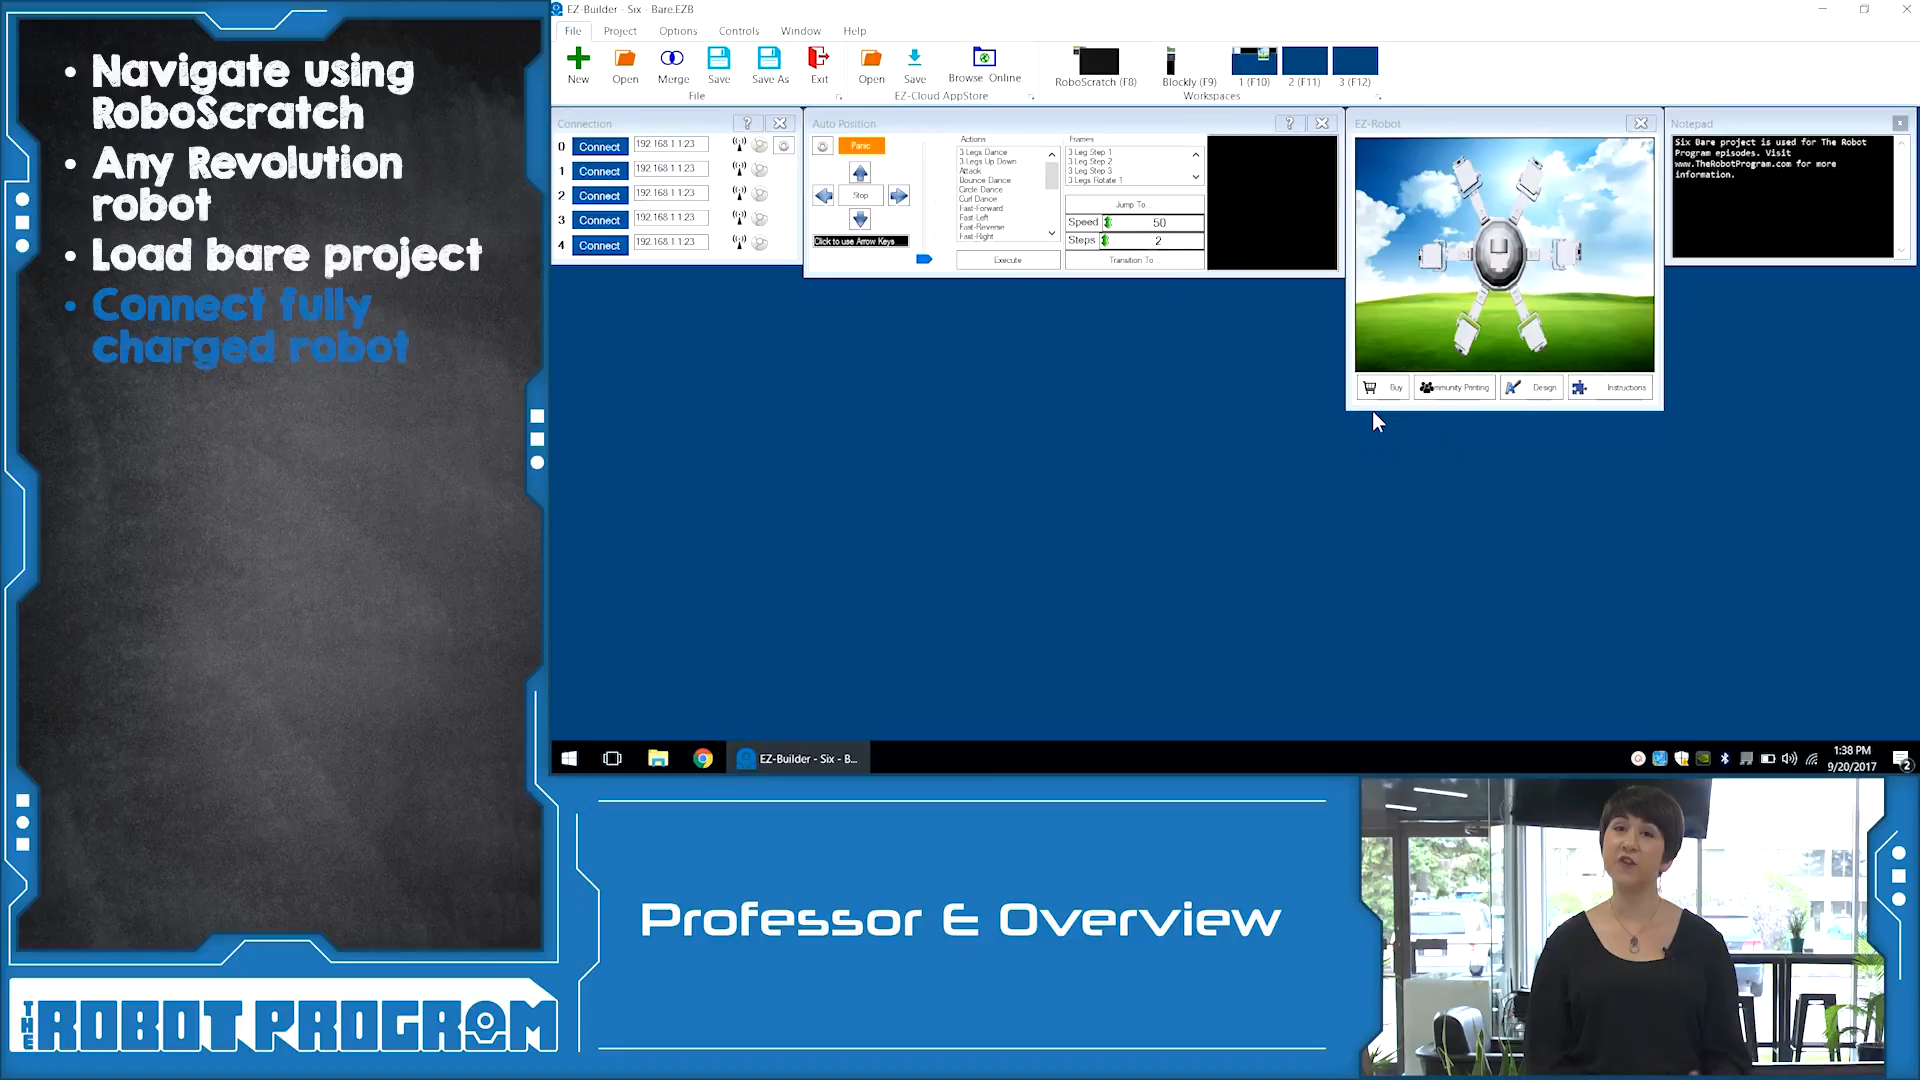 • Navigate using
RoboScratch
• Any Revolution
robot
• Load bare project
• Connect fully
charged robot
THE ROBOT PROGRAM
EZ-Builder - Six - Bare.EZB
File Project Options Controls Window Help
New Open Merge Save Save As Exit
File
Open Save Browse Online
EZ-Cloud AppStore
RoboScratch (F8) Blockly (F9) 1 (F10) 2 (F11) 3 (F12)
Workspaces
Connection ?
0 Connect 192.168.1.1:23
1 Connect 192.168.1.1:23
2 Connect 192.168.1.1:23
3 Connect 192.168.1.1:23
4 Connect 192.168.1.1:23
Auto Position ?
Panic
Stop
Click to use Arrow Keys
Actions
3 Legs Dance
3 Legs Up Down
Attack
Bounce Dance
Circle Dance
Curl Dance
Fast-Forward
Fast-Left
Fast-Reverse
Fast-Right
Execute
Frames
3 Leg Step 1
3 Leg Step 2
3 Leg Step 3
3 Legs Rotate 1
Jump To...
Speed 50
Steps 2
Transition To...
EZ-Robot
Buy mmunity Printing Design Instructions
Notepad
Six Bare project is used for The Robot
Program episodes. Visit
www.TheRobotProgram.com for more
information.
EZ-Builder - Six - B...
1:38 PM
9/20/2017
2
Professor E Overview